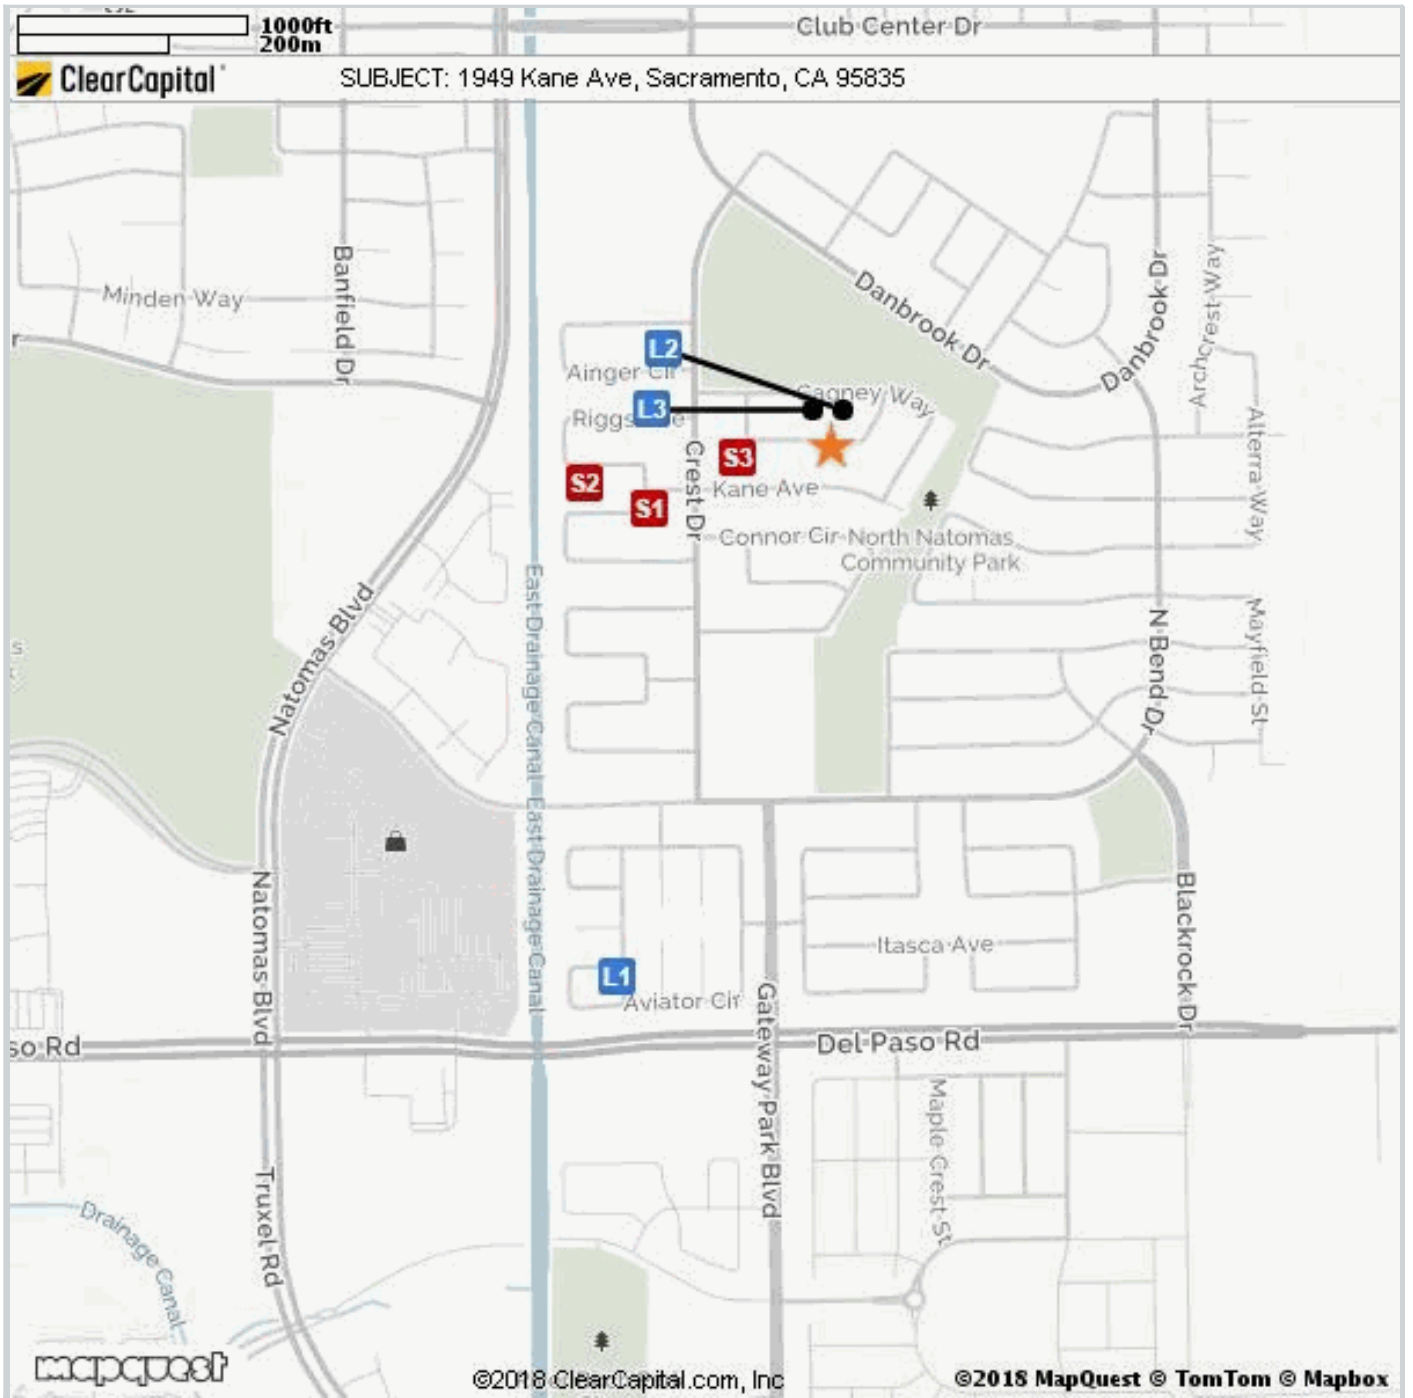 1000ft
200m
Club Center Dr
ClearCapital
SUBJECT: 1949 Kane Ave, Sacramento, CA 95835
Banfield Dr
Minden Way
Danbrook Dr
Danbrook Dr
Archcrest Way
L2
Ainger Cir
Cagney Way
L3
Alterra Way
S3
Crest Dr
S2
Kane Ave
S1
Connor Cir
North Natomas
Community Park
East Drainage Canal
Natomas Blvd
N Bend Dr
Mayfield St
East Drainage Canal
Natomas Blvd
Blackrock Dr
Itasca Ave
L1
Aviator Cir
Gateway Park Blvd
so Rd
Del Paso Rd
Maple Crest St
Truxel Rd
Drainage Canal
mapquest
©2018 ClearCapital.com, Inc
©2018 MapQuest © TomTom © Mapbox